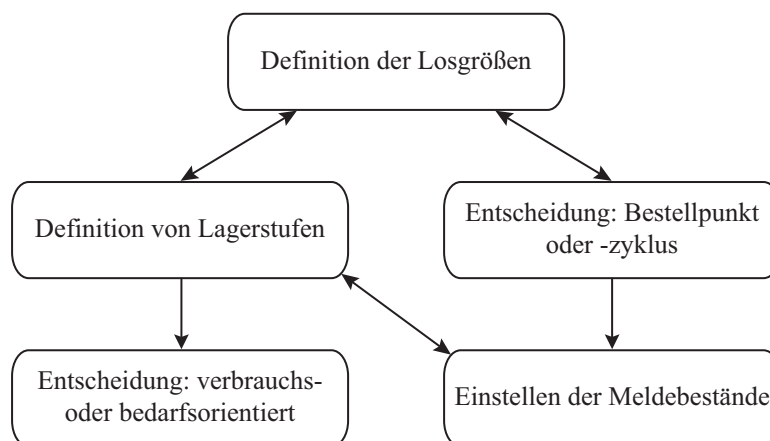 Definition der Losgrößen
Definition von Lagerstufen
Entscheidung: Bestellpunkt
oder -zyklus
Entscheidung: verbrauchs-
oder bedarfsorientiert
Einstellen der Meldebestände